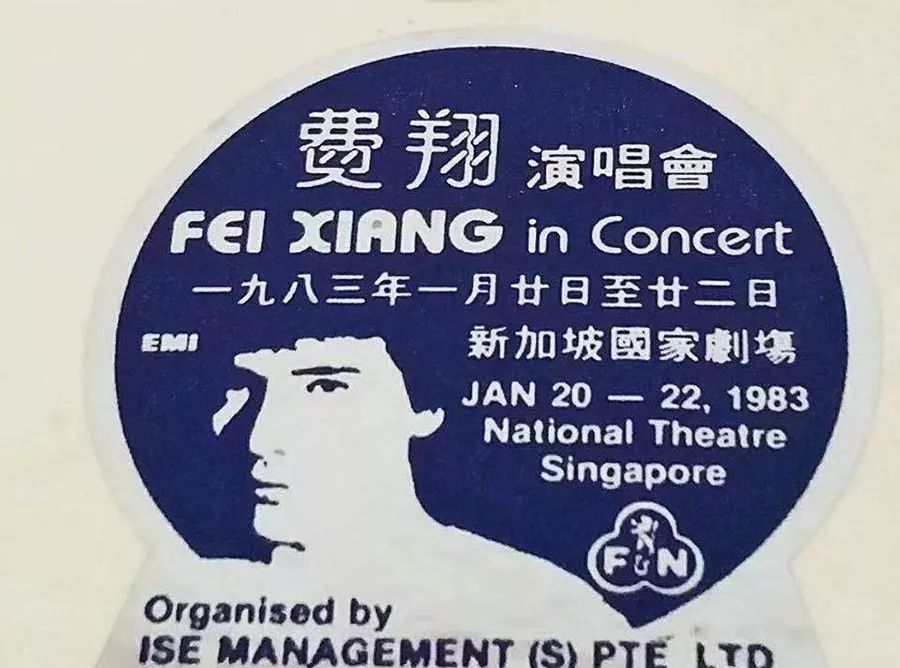 費翔 演唱會
FEI XIANG in Concert
一九八三年一月廿日至廿二日
EMI
新加坡國家劇場
JAN 20 — 22, 1983
National Theatre
Singapore
F&N
Organised by
ISE MANAGEMENT (S) PTE LTD